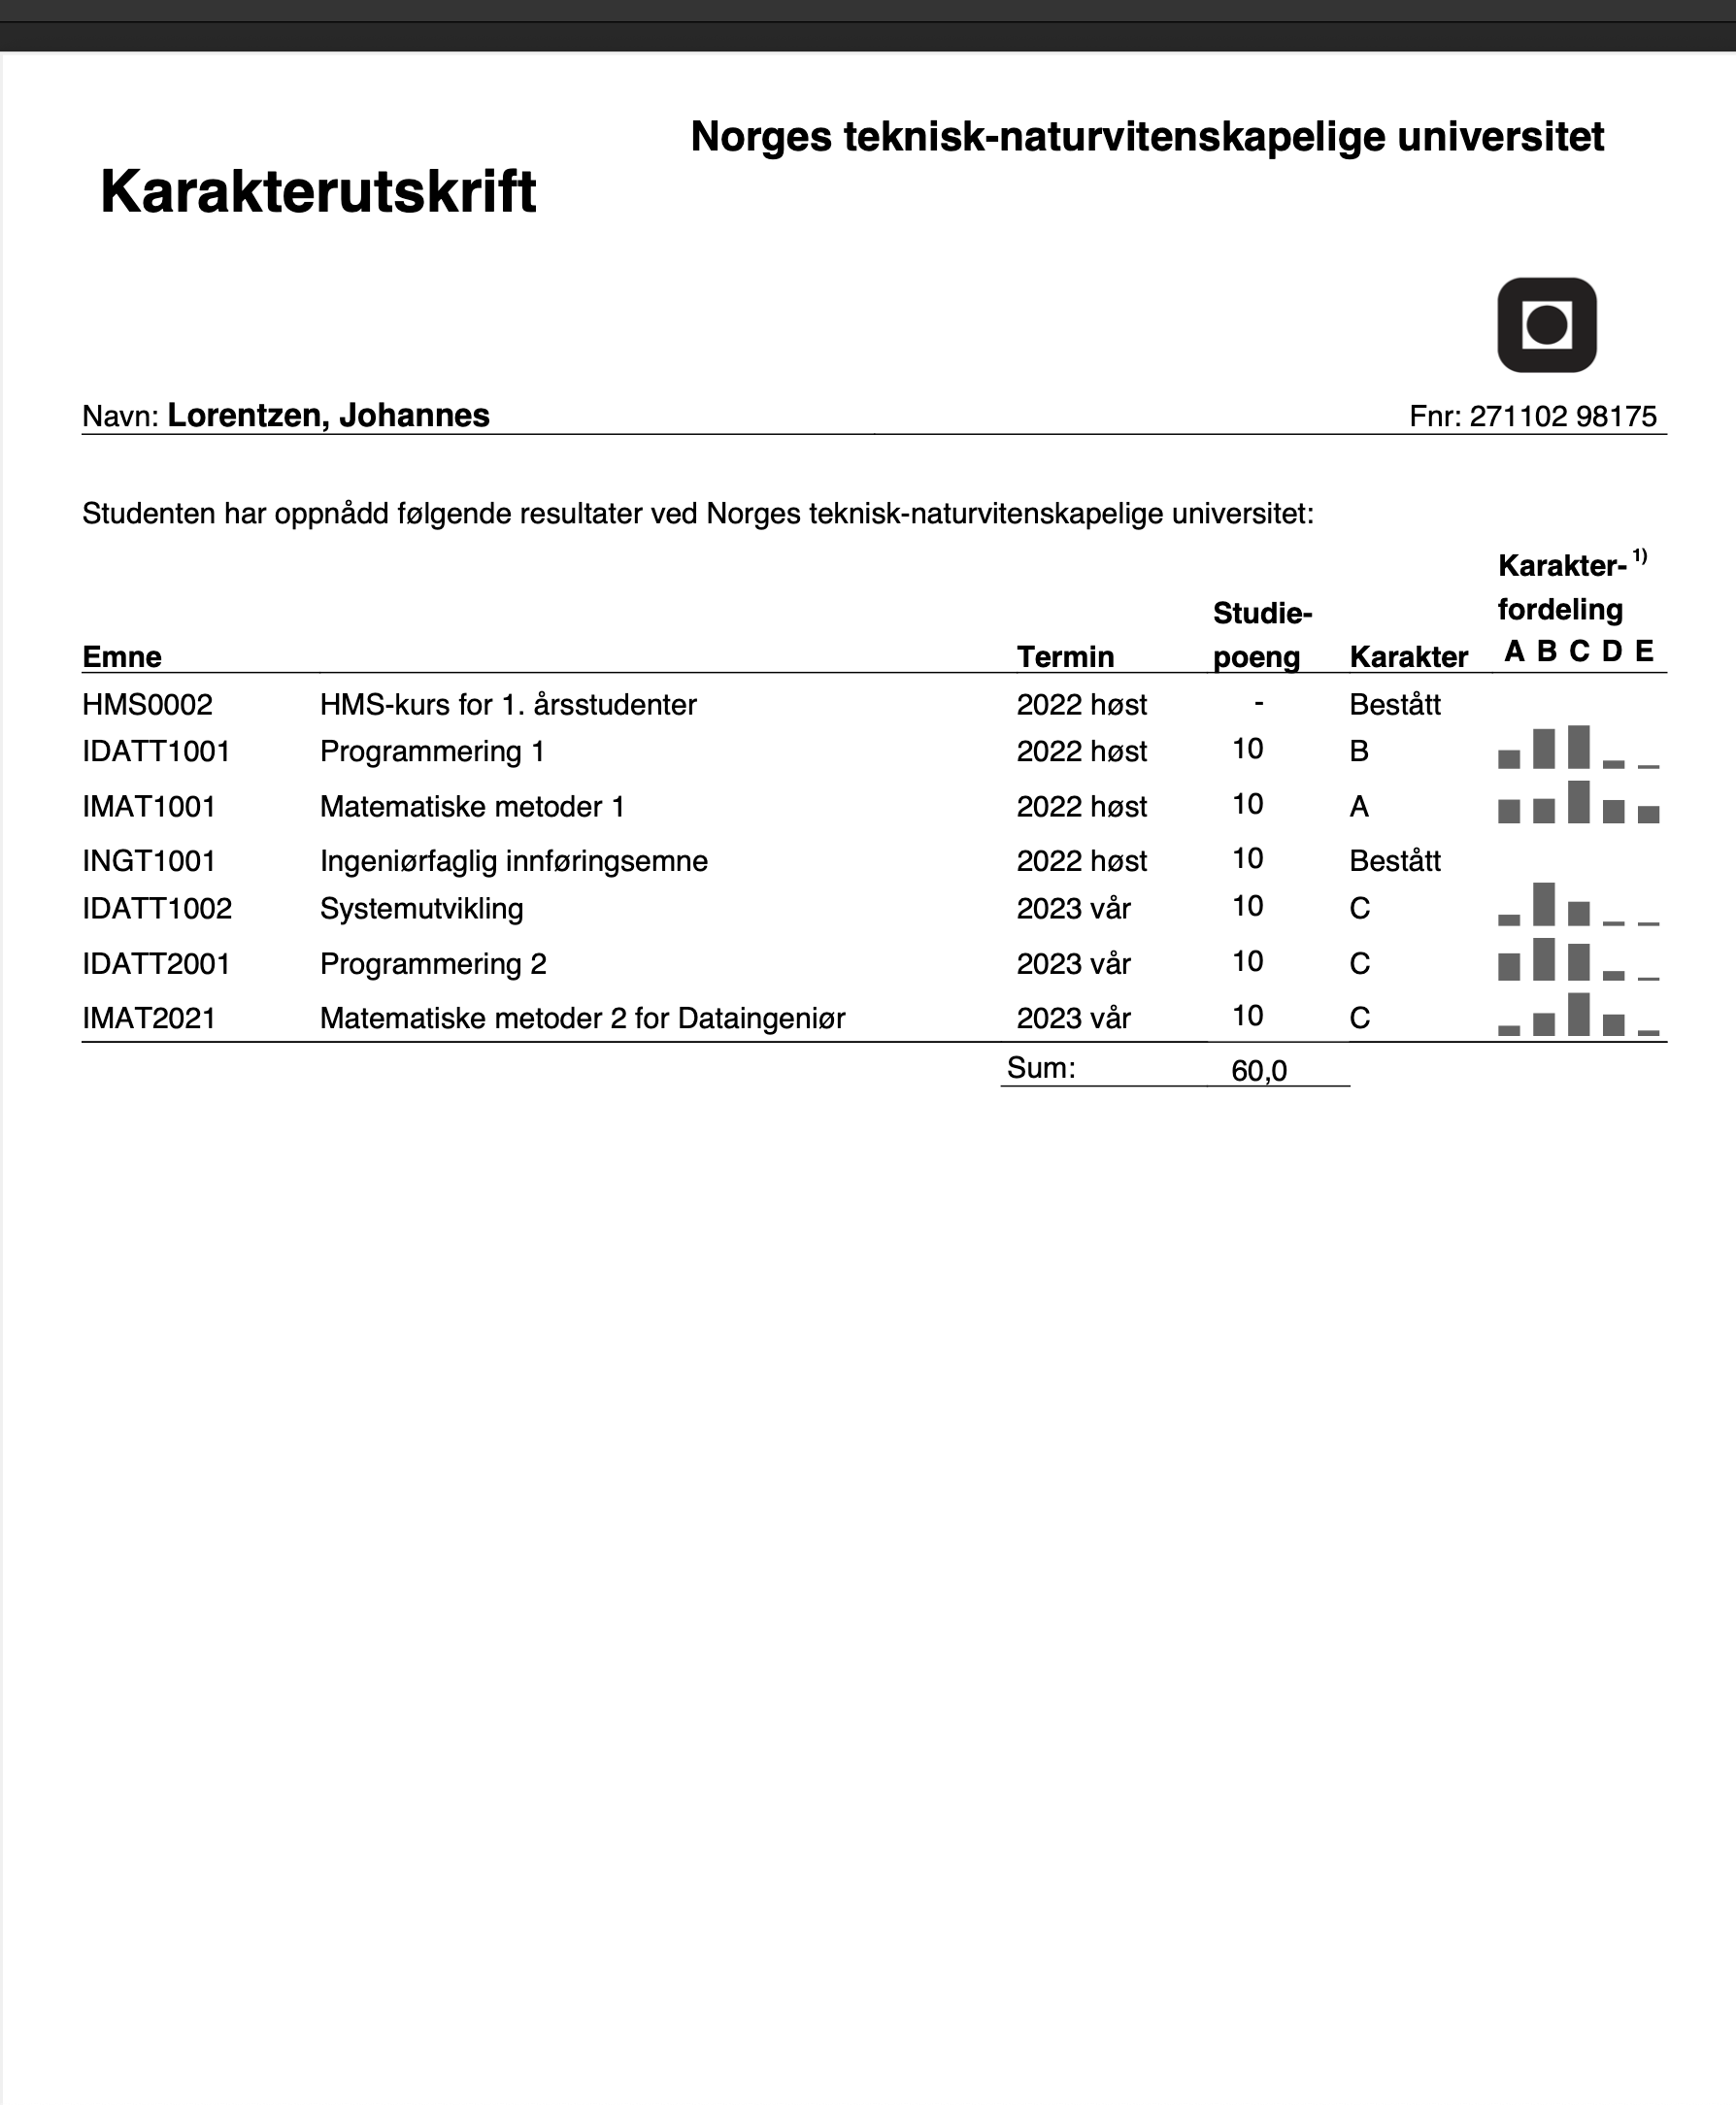 Norges teknisk-naturvitenskapelige universitet
Karakterutskrift
Navn: Lorentzen, Johannes Fnr: 271102 98175
Studenten har oppnådd følgende resultater ved Norges teknisk-naturvitenskapelige universitet:
Karakter- 1)
Studie- fordeling
Emne Termin poeng Karakter A B C D E
HMS0002 HMS-kurs for 1. årsstudenter 2022 høst - Bestått
IDATT1001 Programmering 1 2022 høst 10 B
IMAT1001 Matematiske metoder 1 2022 høst 10 A
INGT1001 Ingeniørfaglig innføringsemne 2022 høst 10 Bestått
IDATT1002 Systemutvikling 2023 vår 10 C
IDATT2001 Programmering 2 2023 vår 10 C
IMAT2021 Matematiske metoder 2 for Dataingeniør 2023 vår 10 C
Sum: 60,0